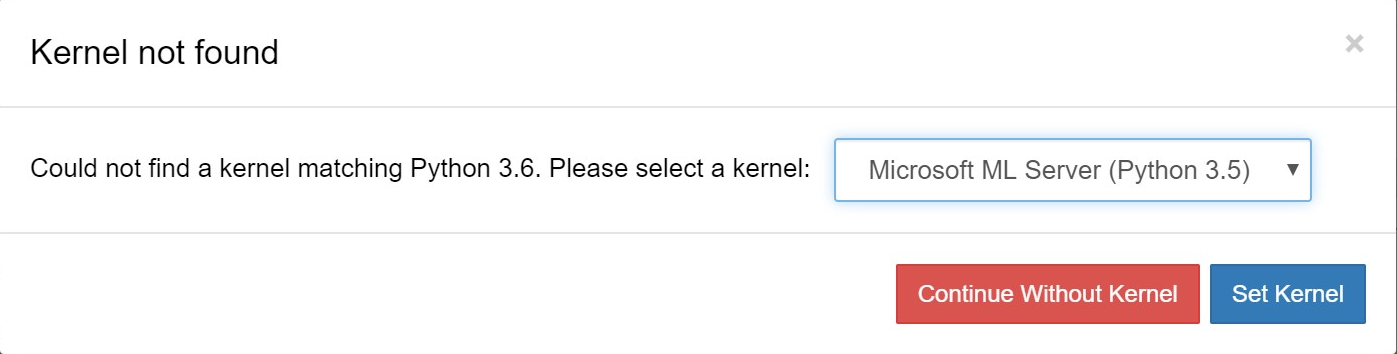 Kernel not found
×
Could not find a kernel matching Python 3.6. Please select a kernel: Microsoft ML Server (Python 3.5) ▼
Continue Without Kernel Set Kernel